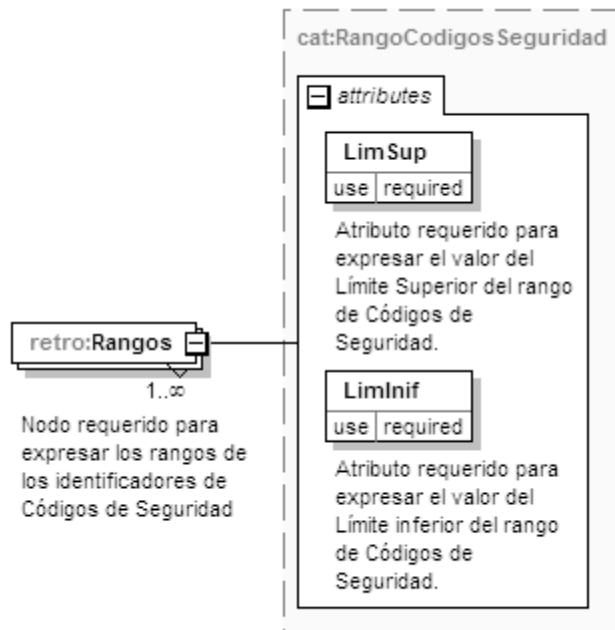 cat:RangoCodigosSeguridad
attributes
LimSup
use required
Atributo requerido para
expresar el valor del
Límite Superior del rango
de Códigos de
Seguridad.
retro:Rangos
1..∞
Nodo requerido para
expresar los rangos de
los identificadores de
Códigos de Seguridad
LimInif
use required
Atributo requerido para
expresar el valor del
Límite inferior del rango
de Códigos de
Seguridad.